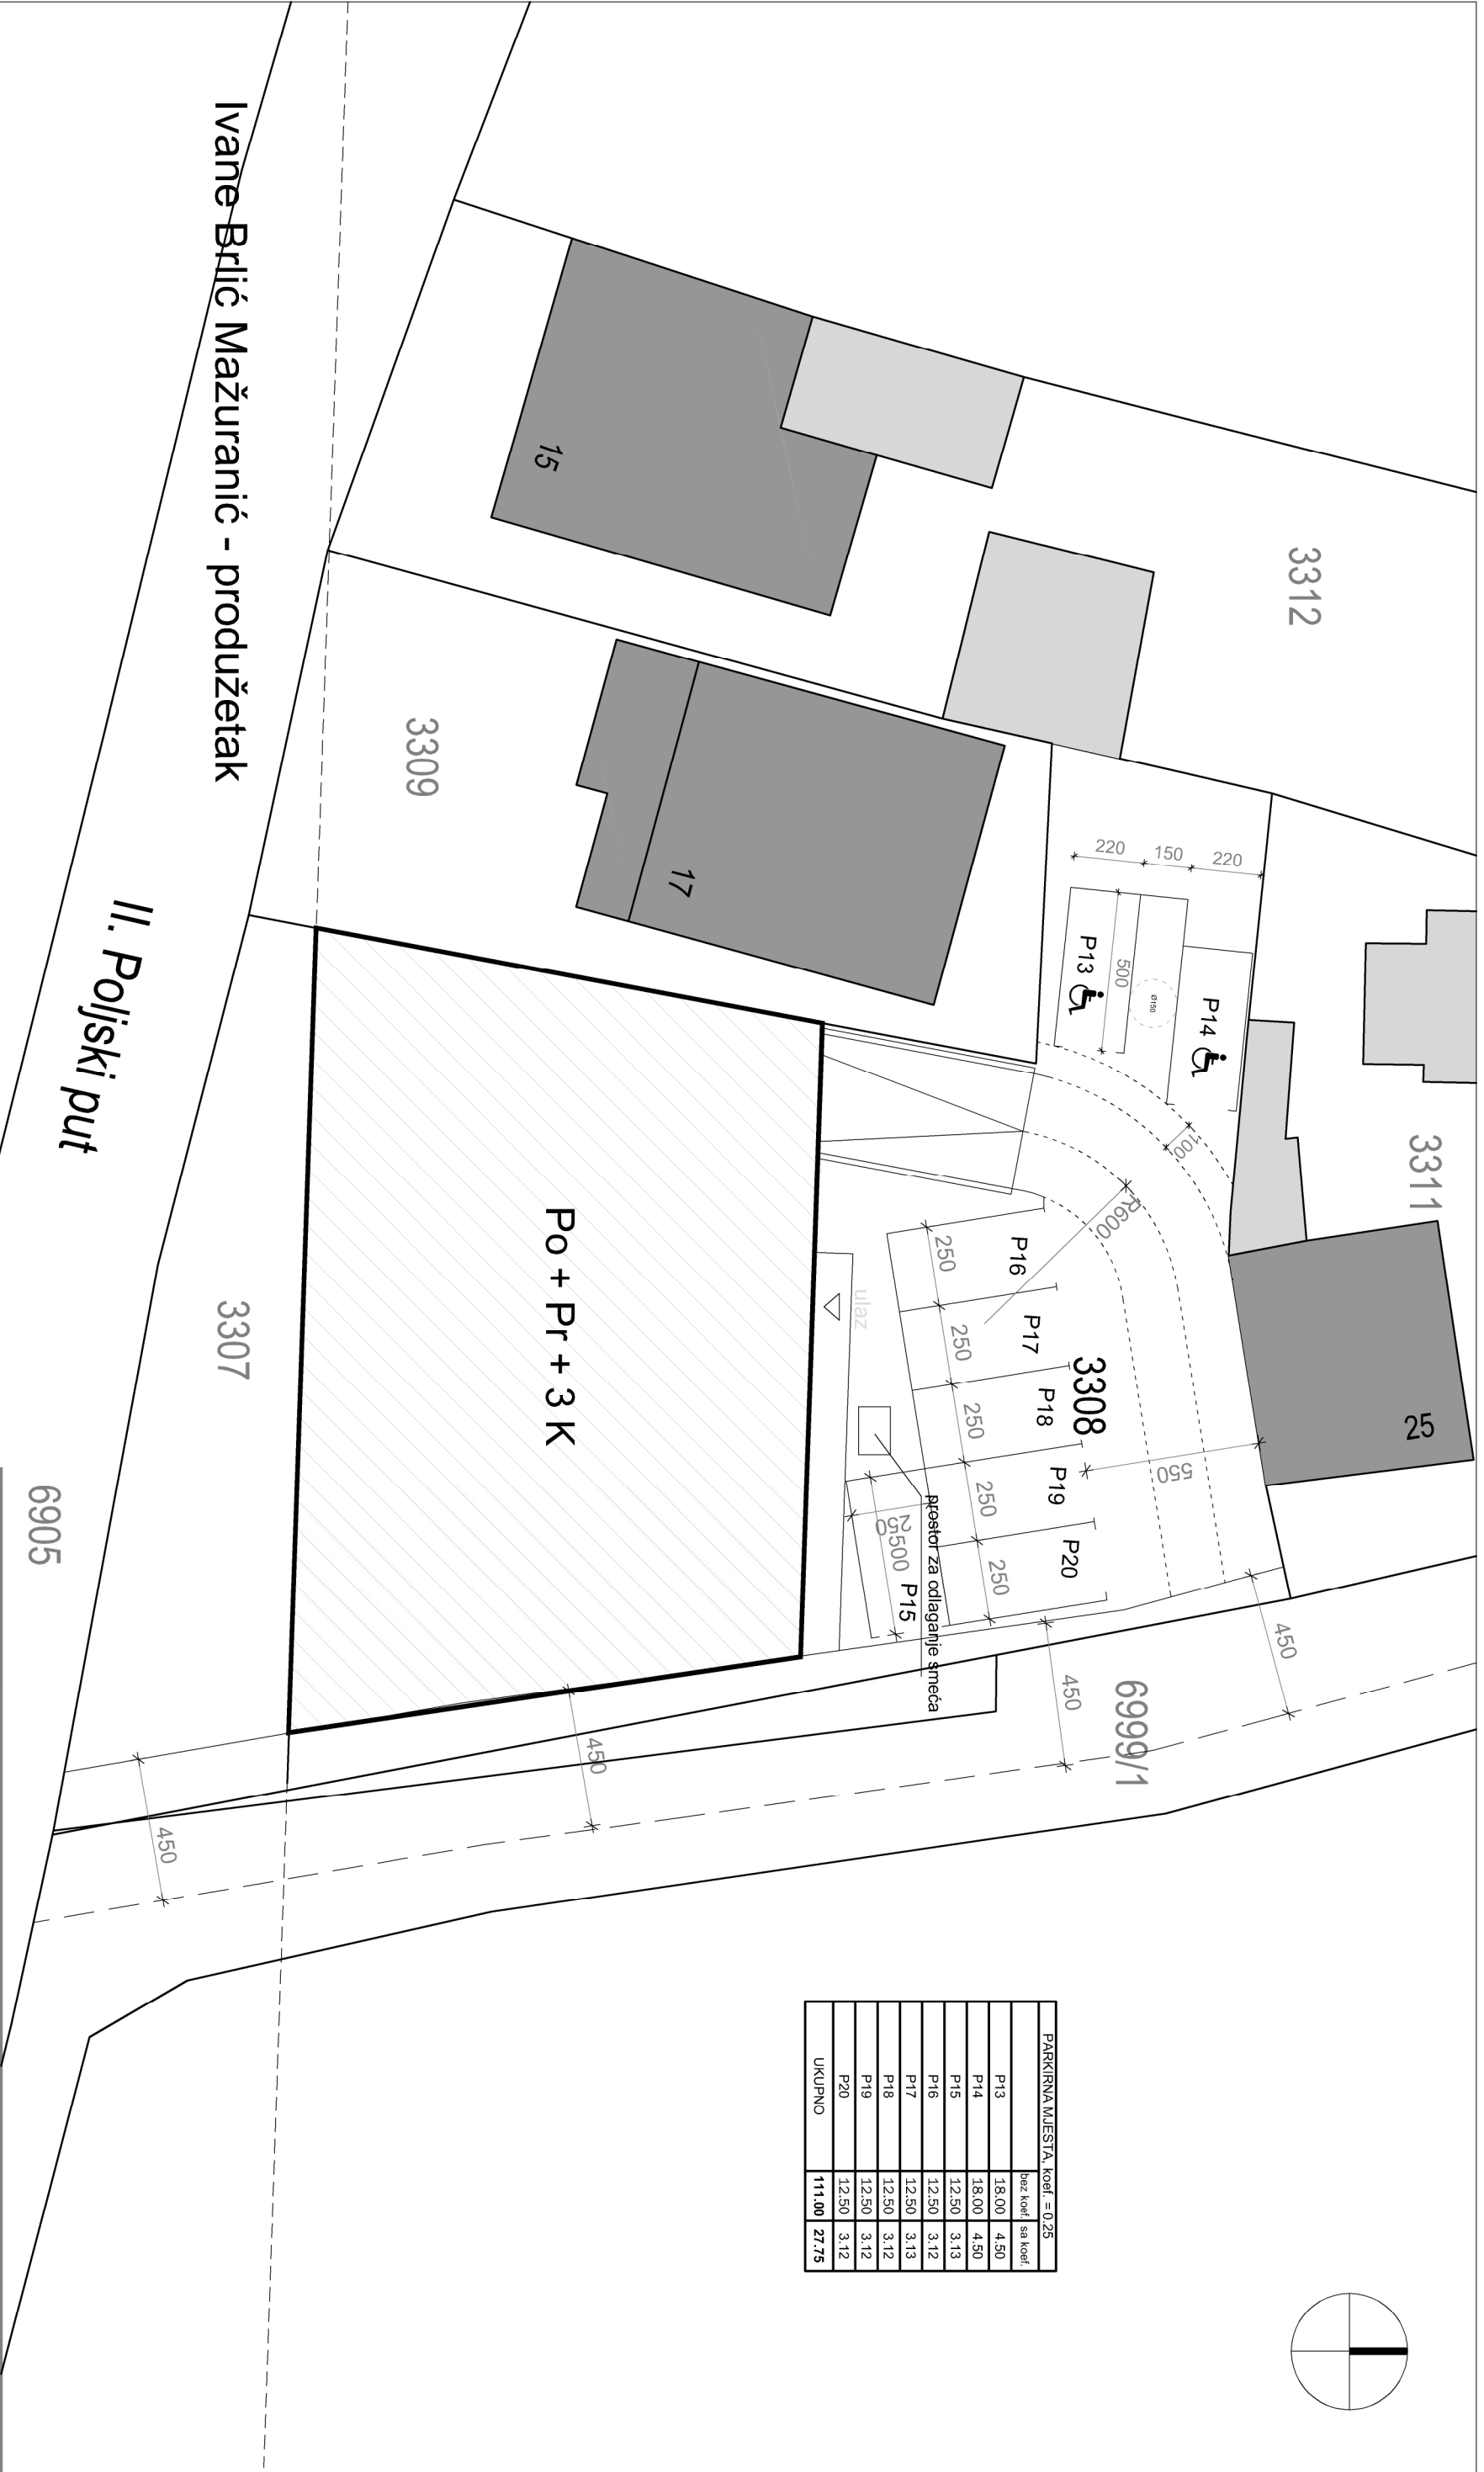 3312
3311
25
220
150
220
P13
500
Ø150
P14
100
R600
15
17
3309
Ivane Brlić Mažuranić - produžetak
II. Poljski put
3307
6905
Po + Pr + 3 K
ulaz
3308
P16
P17
P18
P19
P20
250
250
250
250
250
550
250
500
P15
prostor za odlaganje smeća
450
450
450
450
6999/1
PARKIRNA MJESTA, koef. = 0.25
bez koef. sa koef.
P13 18.00 4.50
P14 18.00 4.50
P15 12.50 3.13
P16 12.50 3.12
P17 12.50 3.13
P18 12.50 3.12
P19 12.50 3.12
P20 12.50 3.12
UKUPNO 111.00 27.75